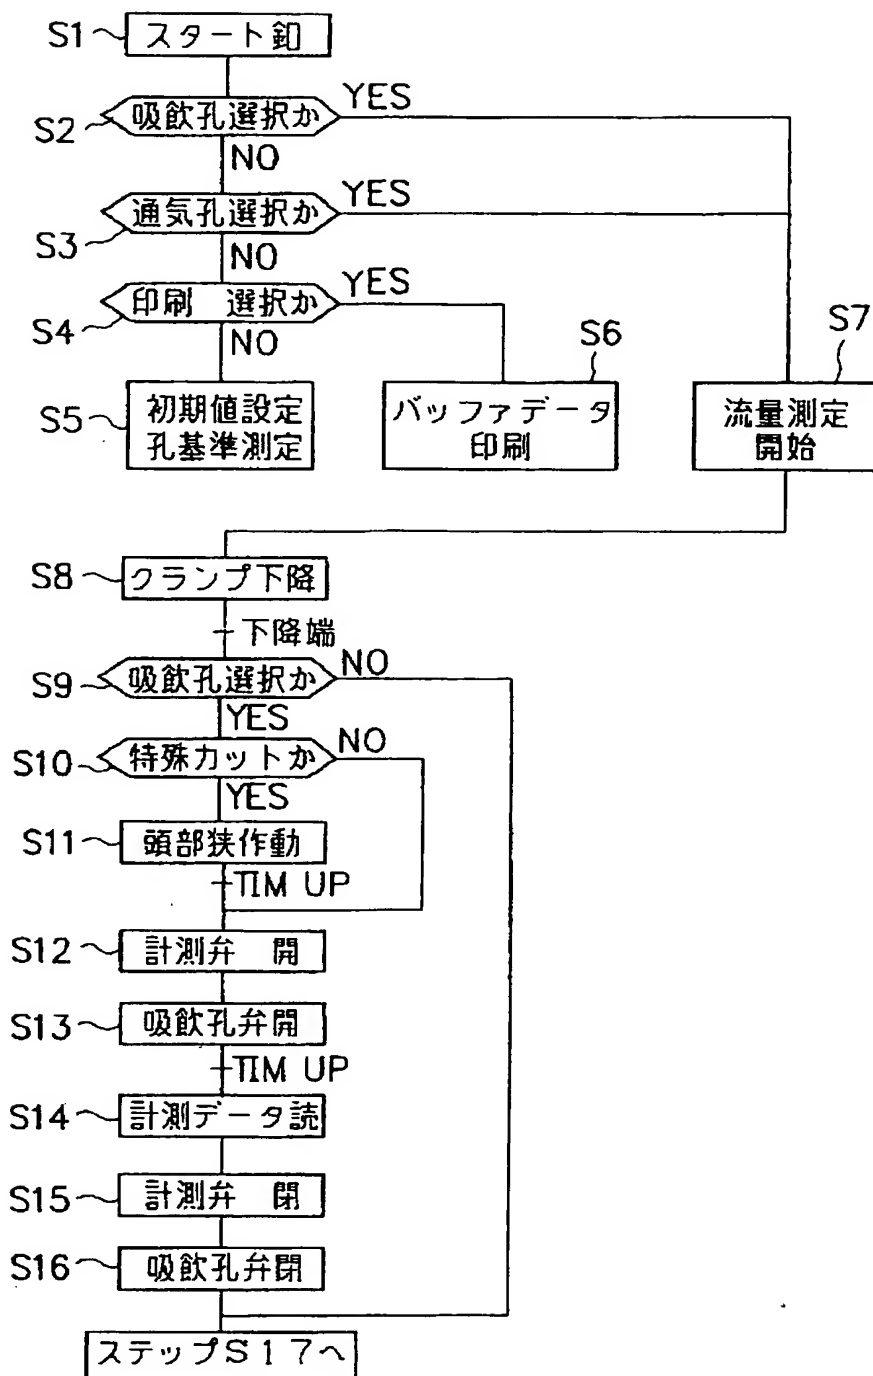 S1 スタート釦
S2 吸飲孔選択か YES
NO
S3 通気孔選択か YES
NO
S4 印刷 選択か YES
NO
S5 初期値設定
孔基準測定
S6 バッファデータ
印刷
S7 流量測定
開始
S8 クランプ下降
下降端
S9 吸飲孔選択か NO
YES
S10 特殊カットか NO
YES
S11 頭部狭作動
TIM UP
S12 計測弁 開
S13 吸飲孔弁開
TIM UP
S14 計測データ読
S15 計測弁 閉
S16 吸飲孔弁閉
ステップS17へ